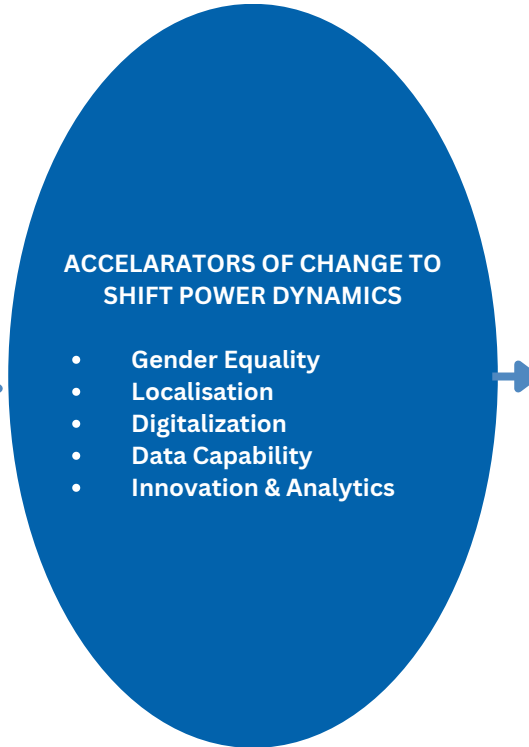 ACCELARATORS OF CHANGE TO
SHIFT POWER DYNAMICS
• Gender Equality
• Localisation
• Digitalization
• Data Capability
• Innovation & Analytics